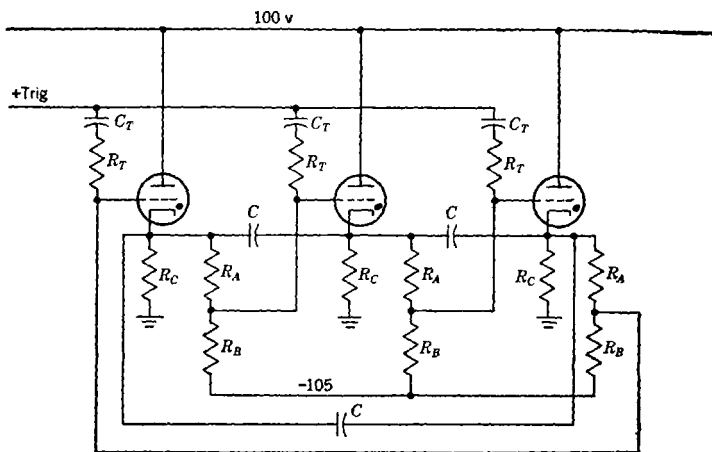 100 v
+Trig
C_T
C_T
C_T
R_T
R_T
R_T
C
C
R_C
R_A
R_C
R_A
R_C
R_A
R_B
R_B
R_B
-105
C